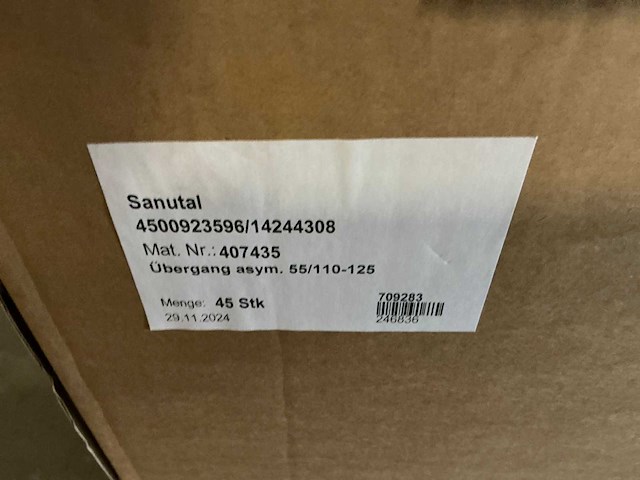 Sanutal
4500923596/14244308
Mat. Nr.: 407435
Übergang asym. 55/110-125
Menge: 45 Stk
29.11.2024
709283
246836